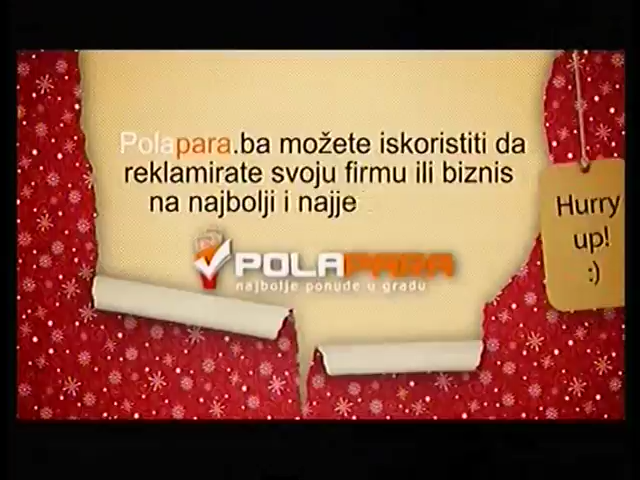 Polapara.ba možete iskoristiti da
reklamirate svoju firmu ili biznis
na najbolji i najje
POLAPARA
najbolje ponude u gradu
Hurry
up!
:)